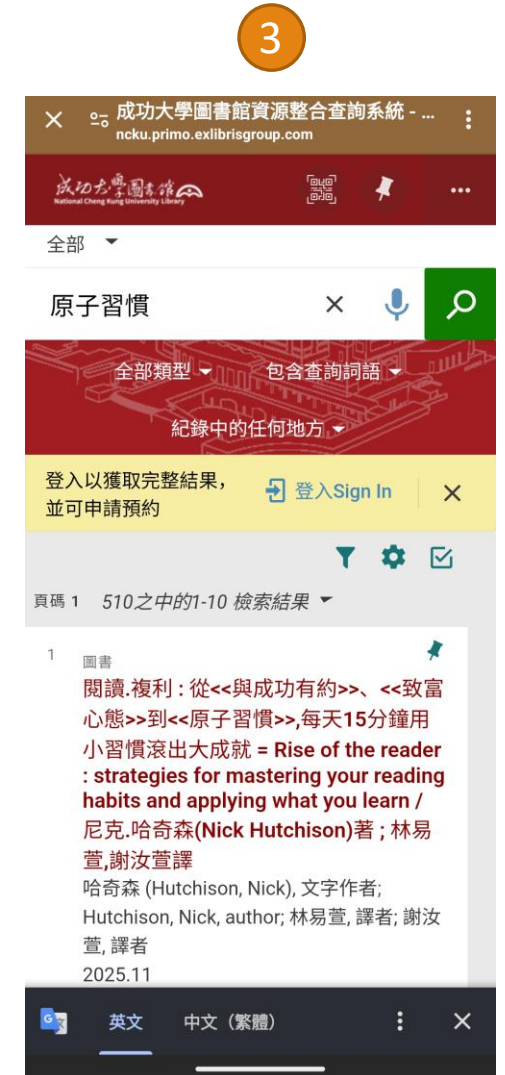 3
成功大學圖書館資源整合查詢系統 - ...
ncku.primo.exlibrisgroup.com
成功大學圖書館
National Cheng Kung University Library
全部
原子習慣
全部類型
包含查詢詞語
紀錄中的任何地方
登入以獲取完整結果，
並可申請預約
登入Sign In
頁碼 1 510之中的1-10 檢索結果
1
圖書
閱讀.複利 : 從<<與成功有約>>、<<致富
心態>>到<<原子習慣>>,每天15分鐘用
小習慣滾出大成就 = Rise of the reader
: strategies for mastering your reading
habits and applying what you learn /
尼克.哈奇森(Nick Hutchison)著 ; 林易
萱,謝汝萱譯
哈奇森 (Hutchison, Nick), 文字作者;
Hutchison, Nick, author; 林易萱, 譯者; 謝汝
萱, 譯者
2025.11
英文
中文（繁體）